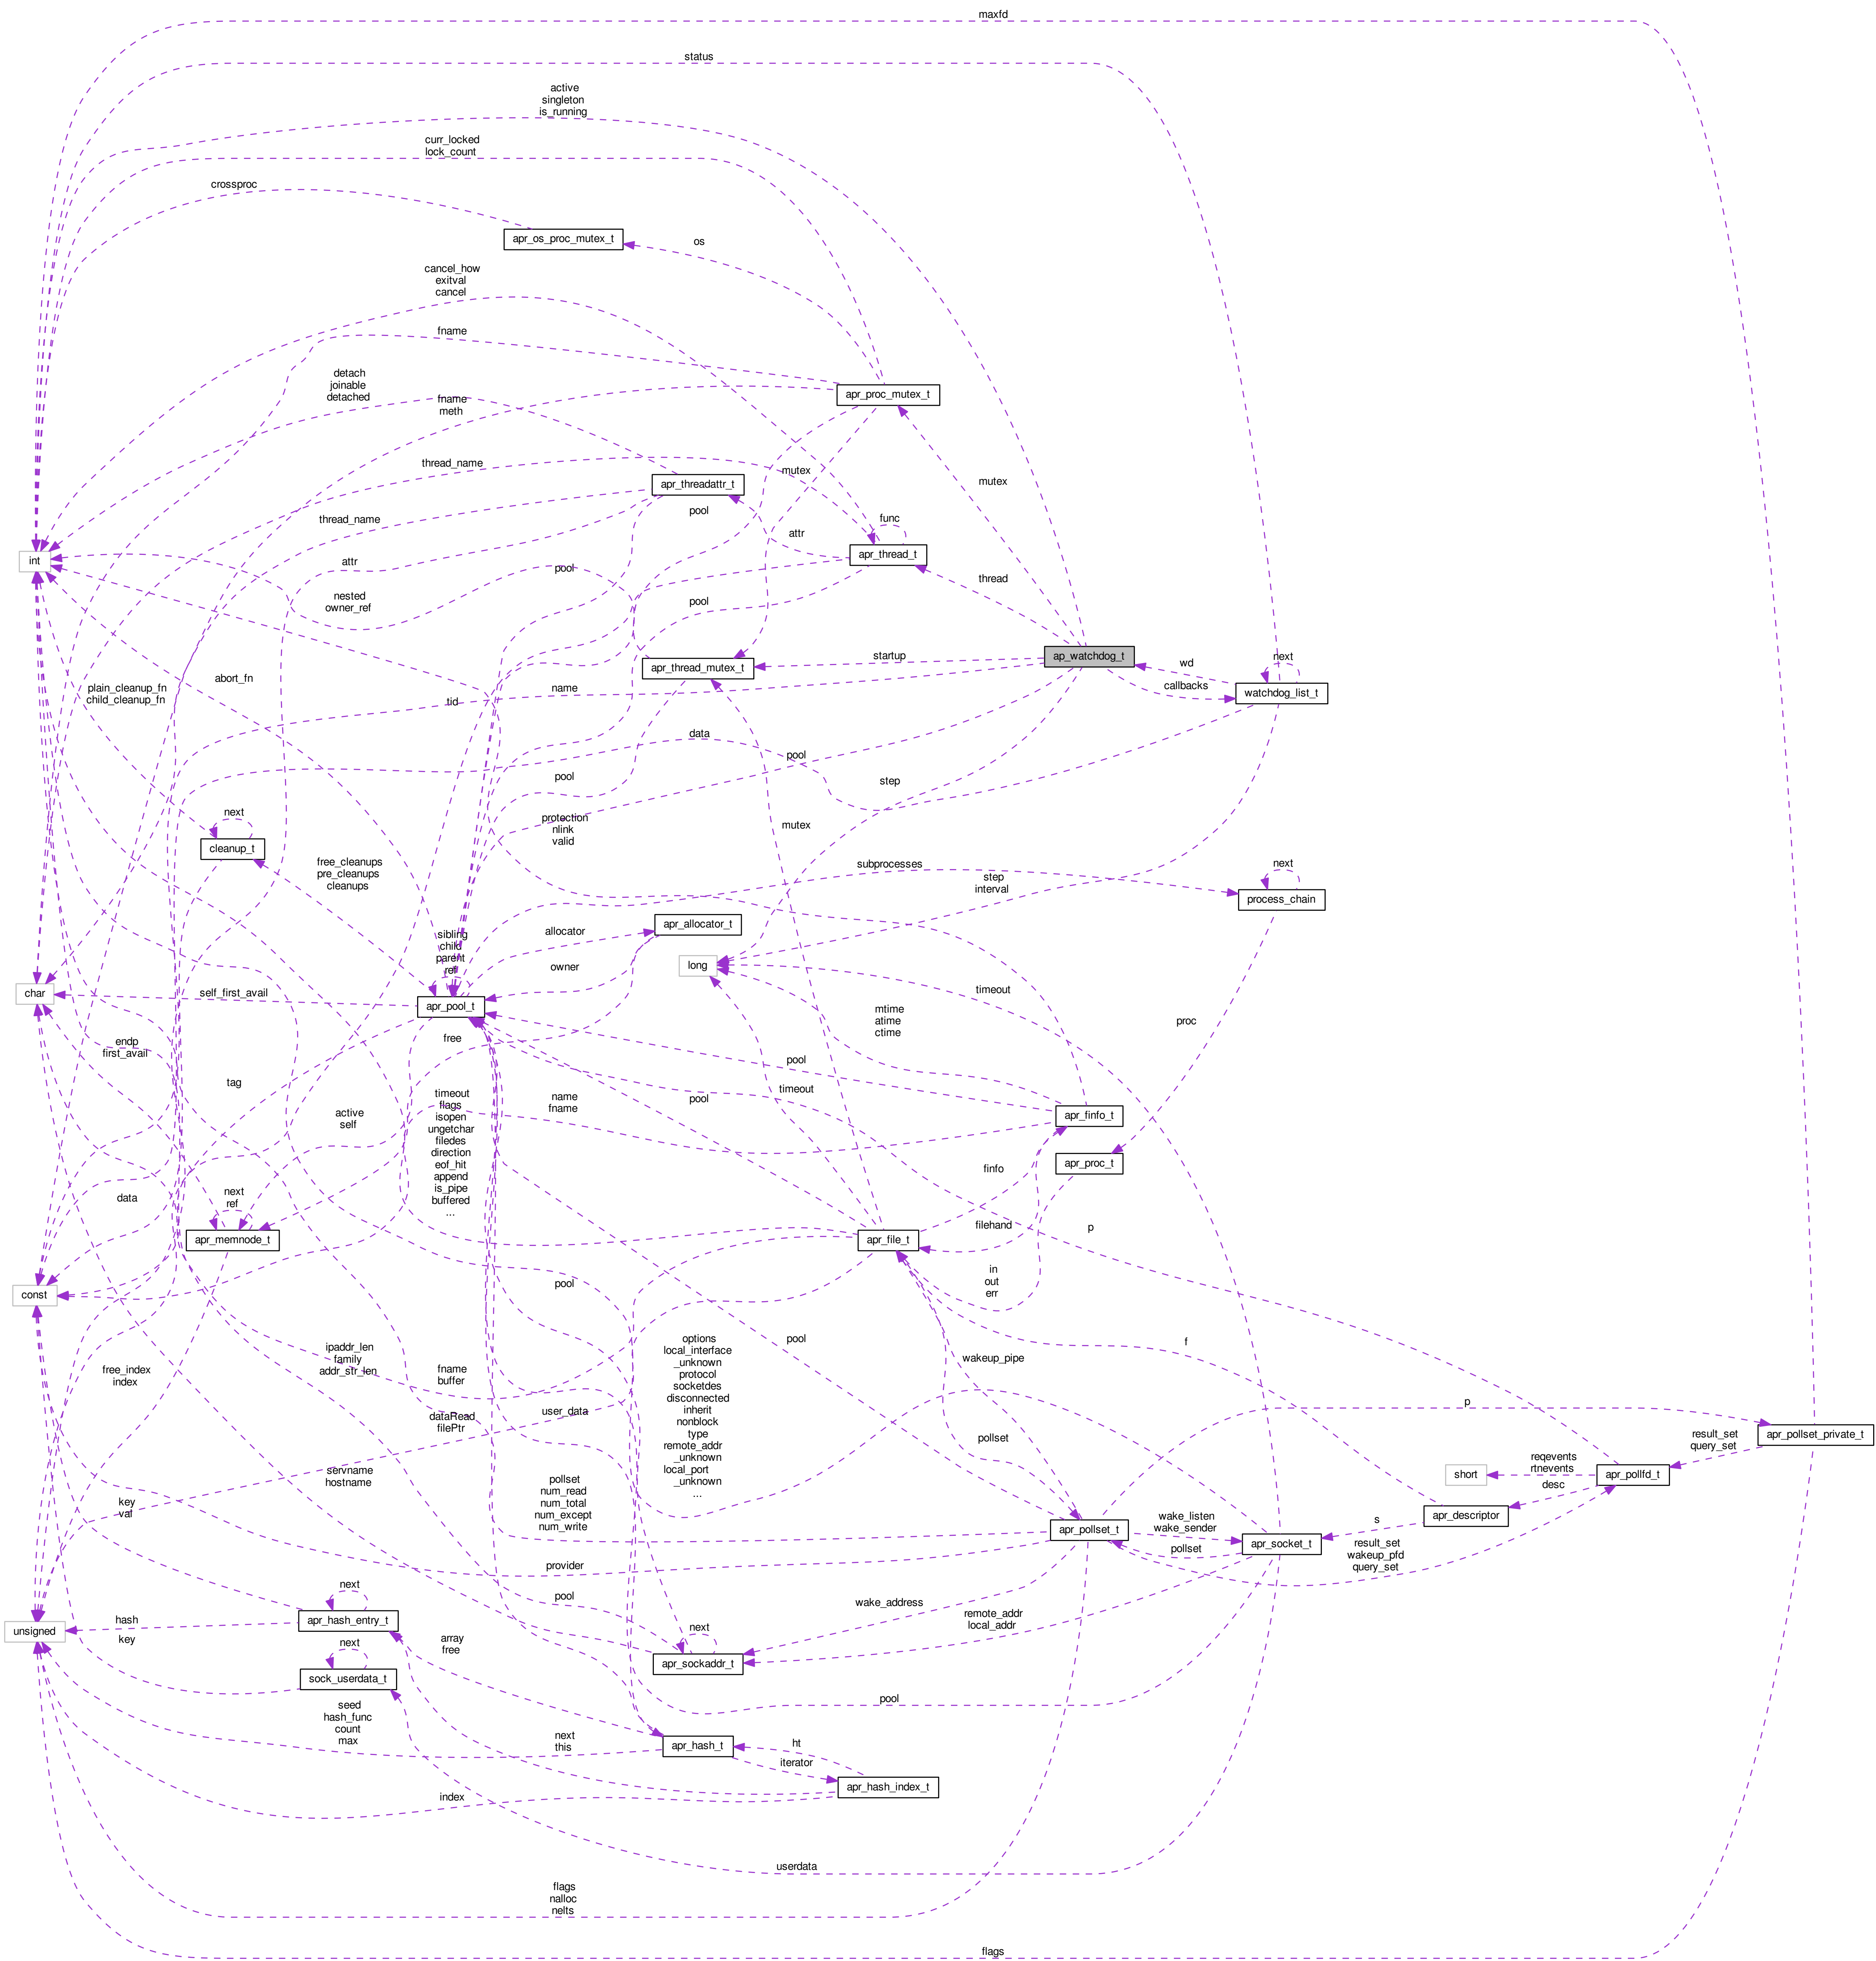 maxfd
status
active
singleton
is_running
curr_locked
lock_count
crossproc
apr_os_proc_mutex_t
os
cancel_how
exitval
cancel
fname
detach
joinable
detached
apr_proc_mutex_t
fname
meth
thread_name
mutex
apr_threadattr_t
mutex
thread_name
pool
func
attr
apr_thread_t
int
attr
pool
thread
nested
owner_ref
pool
startup
ap_watchdog_t
next
wd
apr_thread_mutex_t
abort_fn
callbacks
watchdog_list_t
plain_cleanup_fn
child_cleanup_fn
name
tid
data
pool
pool
step
protection
nlink
valid
mutex
next
cleanup_t
free_cleanups
pre_cleanups
cleanups
subprocesses
step
interval
next
process_chain
apr_allocator_t
sibling
child
parent
ref
allocator
owner
long
char
self_first_avail
timeout
apr_pool_t
mtime
atime
ctime
proc
endp
first_avail
free
pool
tag
timeout
flags
isopen
ungetchar
filedes
direction
eof_hit
append
is_pipe
buffered
...
timeout
name
fname
pool
active
self
apr_finfo_t
finfo
apr_proc_t
data
next
ref
filehand
p
apr_memnode_t
apr_file_t
in
out
err
const
pool
ipaddr_len
family
addr_str_len
options
local_interface
_unknown
protocol
socketdes
disconnected
inherit
nonblock
type
remote_addr
_unknown
local_port
_unknown
...
pool
f
wakeup_pipe
free_index
index
fname
buffer
dataRead
filePtr
user_data
p
pollset
apr_pollset_private_t
result_set
query_set
servname
hostname
reqevents
rtnevents
short
apr_pollfd_t
desc
key
val
pollset
num_read
num_total
num_except
num_write
apr_descriptor
wake_listen
wake_sender
s
apr_pollset_t
apr_socket_t
pollset
result_set
wakeup_pfd
query_set
provider
next
pool
wake_address
hash
apr_hash_entry_t
unsigned
remote_addr
local_addr
key
next
array
free
next
apr_sockaddr_t
sock_userdata_t
pool
seed
hash_func
count
max
next
this
apr_hash_t
ht
iterator
apr_hash_index_t
index
userdata
flags
nalloc
nelts
flags